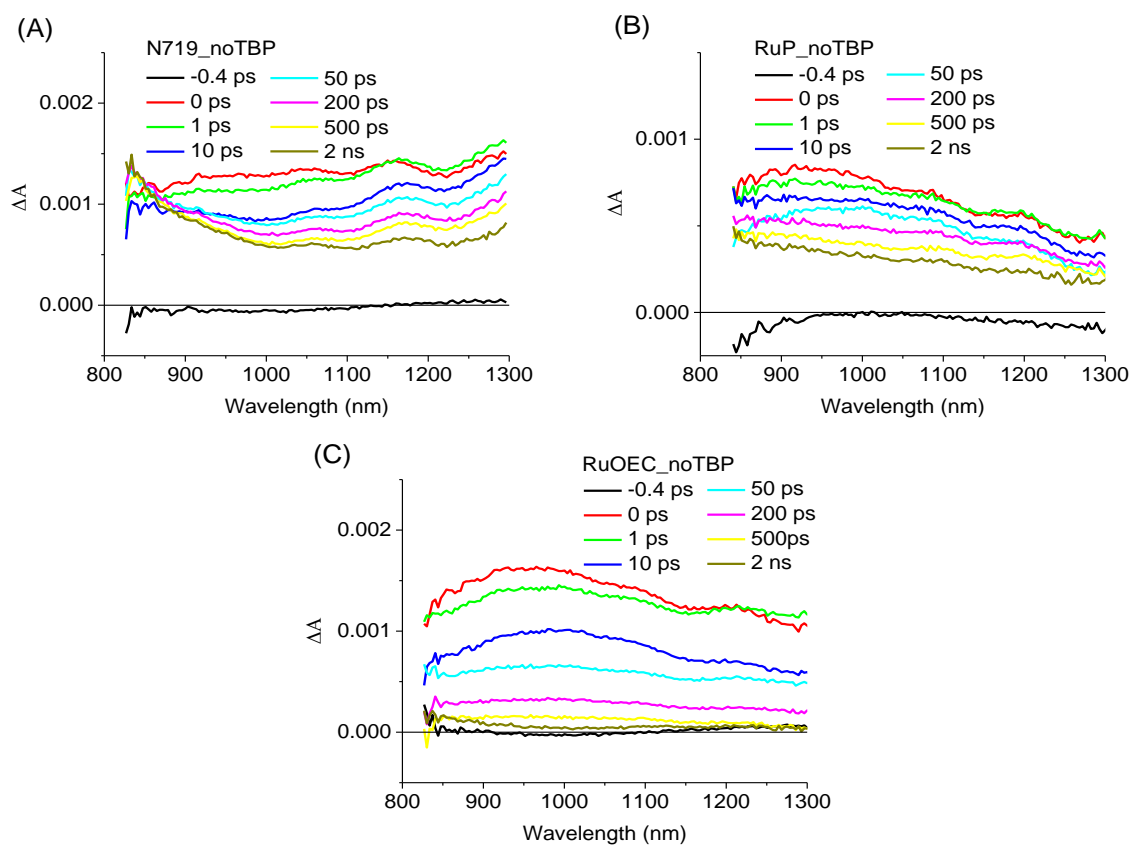 (A)
N719_noTBP
-0.4 ps 50 ps
0 ps 200 ps
1 ps 500 ps
10 ps 2 ns
0.002
0.001
0.000
ΔA
800 900 1000 1100 1200 1300
Wavelength (nm)
(B)
RuP_noTBP
-0.4 ps 50 ps
0 ps 200 ps
1 ps 500 ps
10 ps 2 ns
0.001
0.000
ΔA
800 900 1000 1100 1200 1300
Wavelength (nm)
(C)
RuOEC_noTBP
-0.4 ps 50 ps
0 ps 200 ps
1 ps 500ps
10 ps 2 ns
0.002
0.001
0.000
ΔA
800 900 1000 1100 1200 1300
Wavelength (nm)